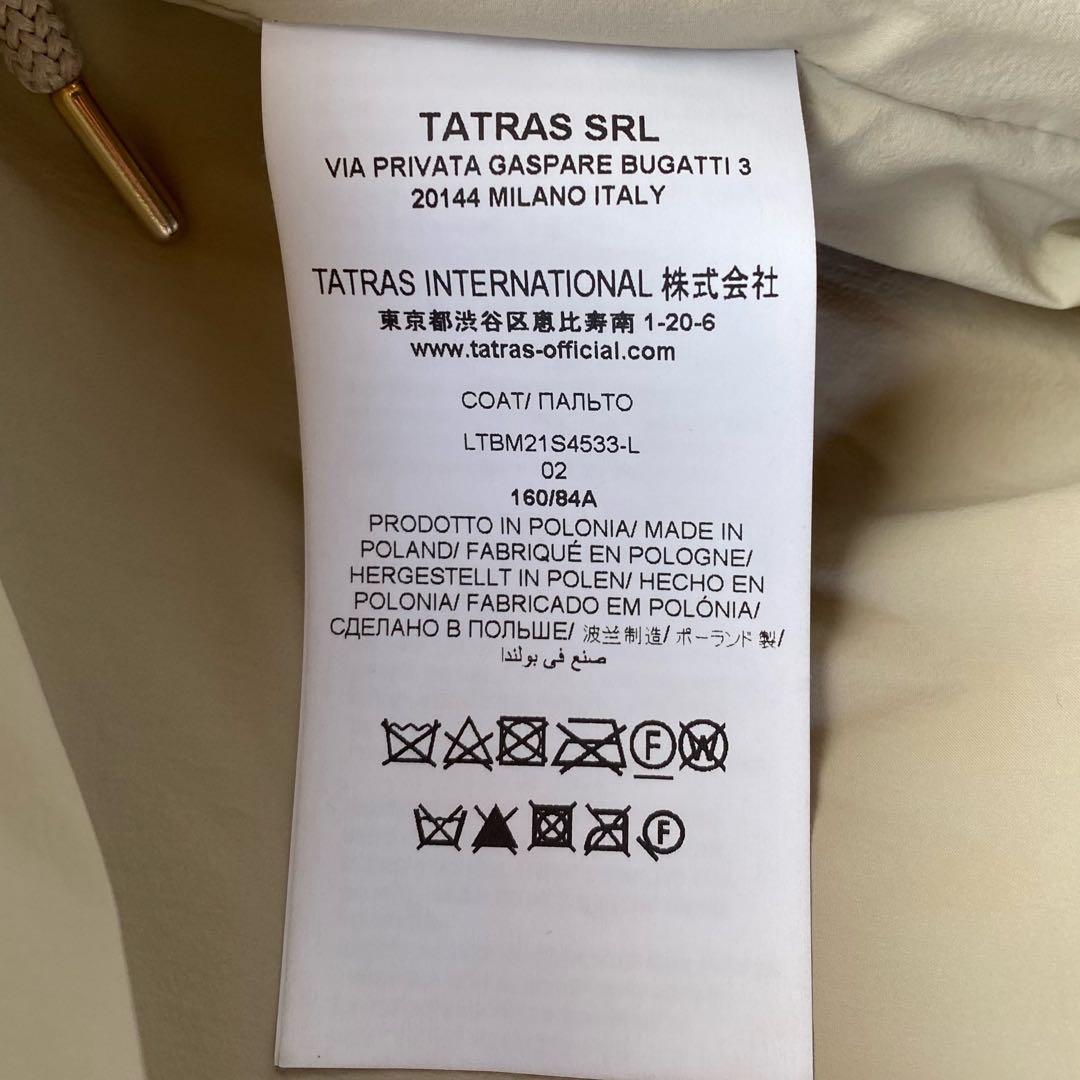 TATRAS SRL
VIA PRIVATA GASPARE BUGATTI 3
20144 MILANO ITALY
TATRAS INTERNATIONAL 株式会社
東京都渋谷区恵比寿南 1-20-6
www.tatras-official.com
COAT/ ПАЛЬТО
LTBM21S4533-L
02
160/84A
PRODOTTO IN POLONIA/ MADE IN
POLAND/ FABRIQUÉ EN POLOGNE/
HERGESTELLT IN POLEN/ HECHO EN
POLONIA/ FABRICADO EM POLÓNIA/
СДЕЛАНО В ПОЛЬШЕ/ 波兰制造/ ポーランド製/
صنع في بولندا
F W
F